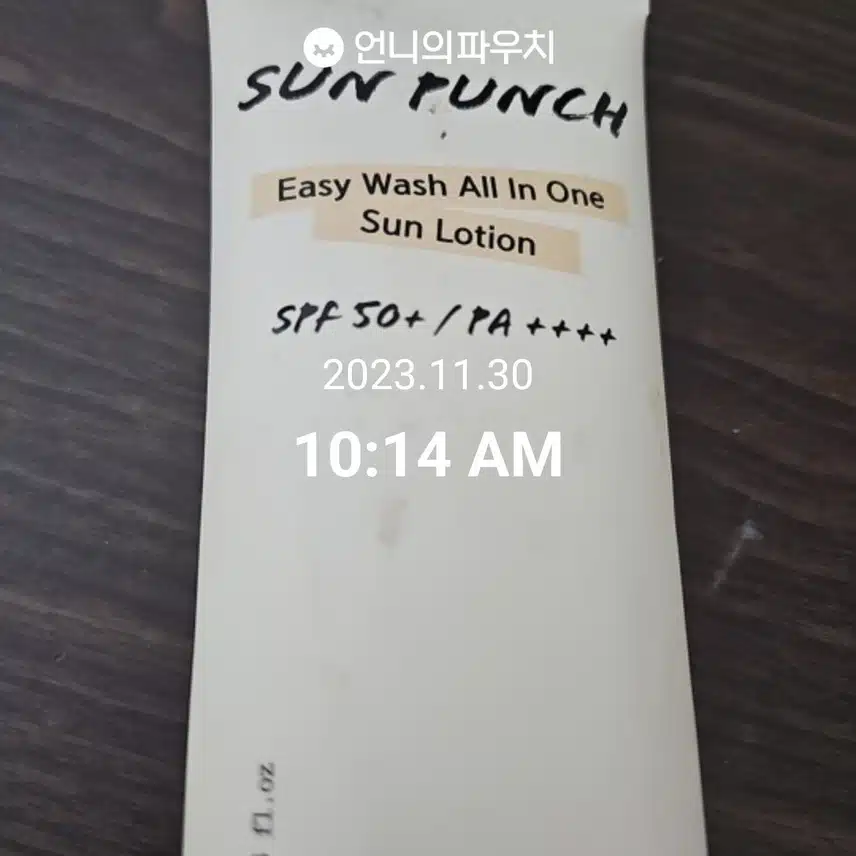 언니의파우치
SUN PUNCH
Easy Wash All In One
Sun Lotion
SPF 50+ / PA ++++
2023.11.30
10:14 AM
fl.oz